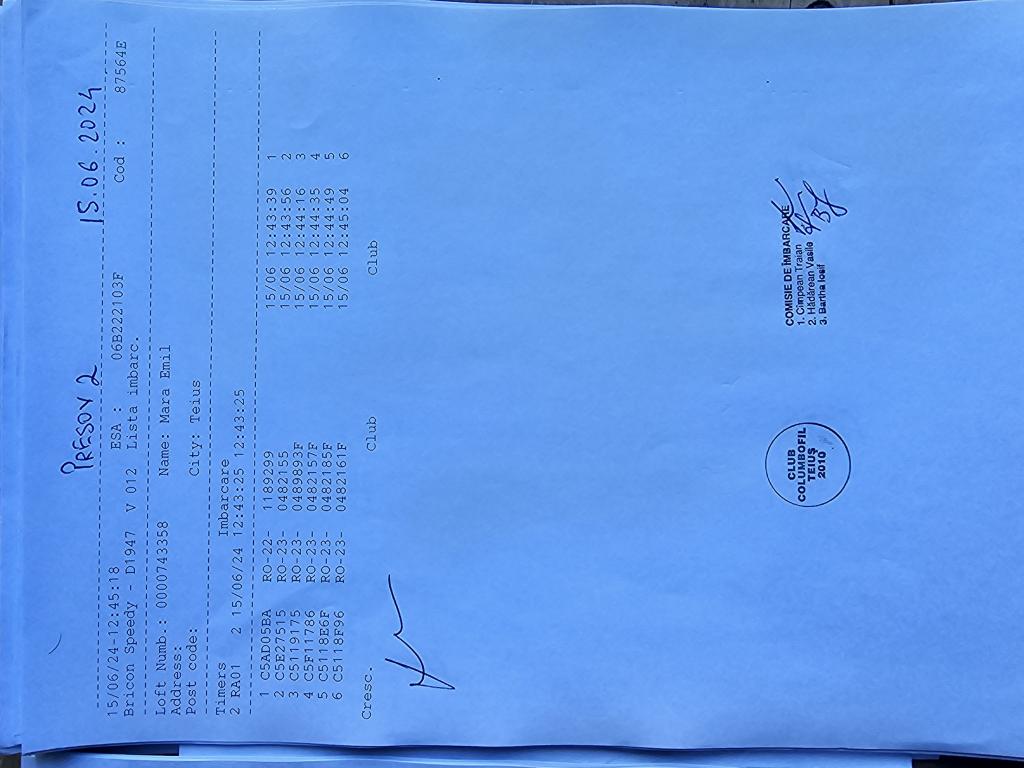 PRESOV 2 15.06.2024
15/06/24-12:45:18 ESA : 06B222103F Cod : 87564E
Bricon Speedy - D1947 V 012 Lista imbarc.
Loft Numb.: 0000743358 Name: Mara Emil
Address:
Post code: City: Teius
Timers Imbarcare
2 RA01 2 15/06/24 12:43:25 12:43:25
1 C5AD05BA RO-22- 1189299 15/06 12:43:39 1
2 C5E27515 RO-23- 0482155 15/06 12:43:56 2
3 C5119175 RO-23- 0489893F 15/06 12:44:16 3
4 C5F11786 RO-23- 0482157F 15/06 12:44:35 4
5 C5118E6F RO-23- 0482185F 15/06 12:44:49 5
6 C5118F96 RO-23- 0482161F 15/06 12:45:04 6
Cresc. Club Club
CLUB
COLUMBOFIL
TEIUȘ
2010
COMISIE DE ÎMBARCARE
1. Cîmpean Traian
2. Hădărean Vasile
3. Bartha Iosif